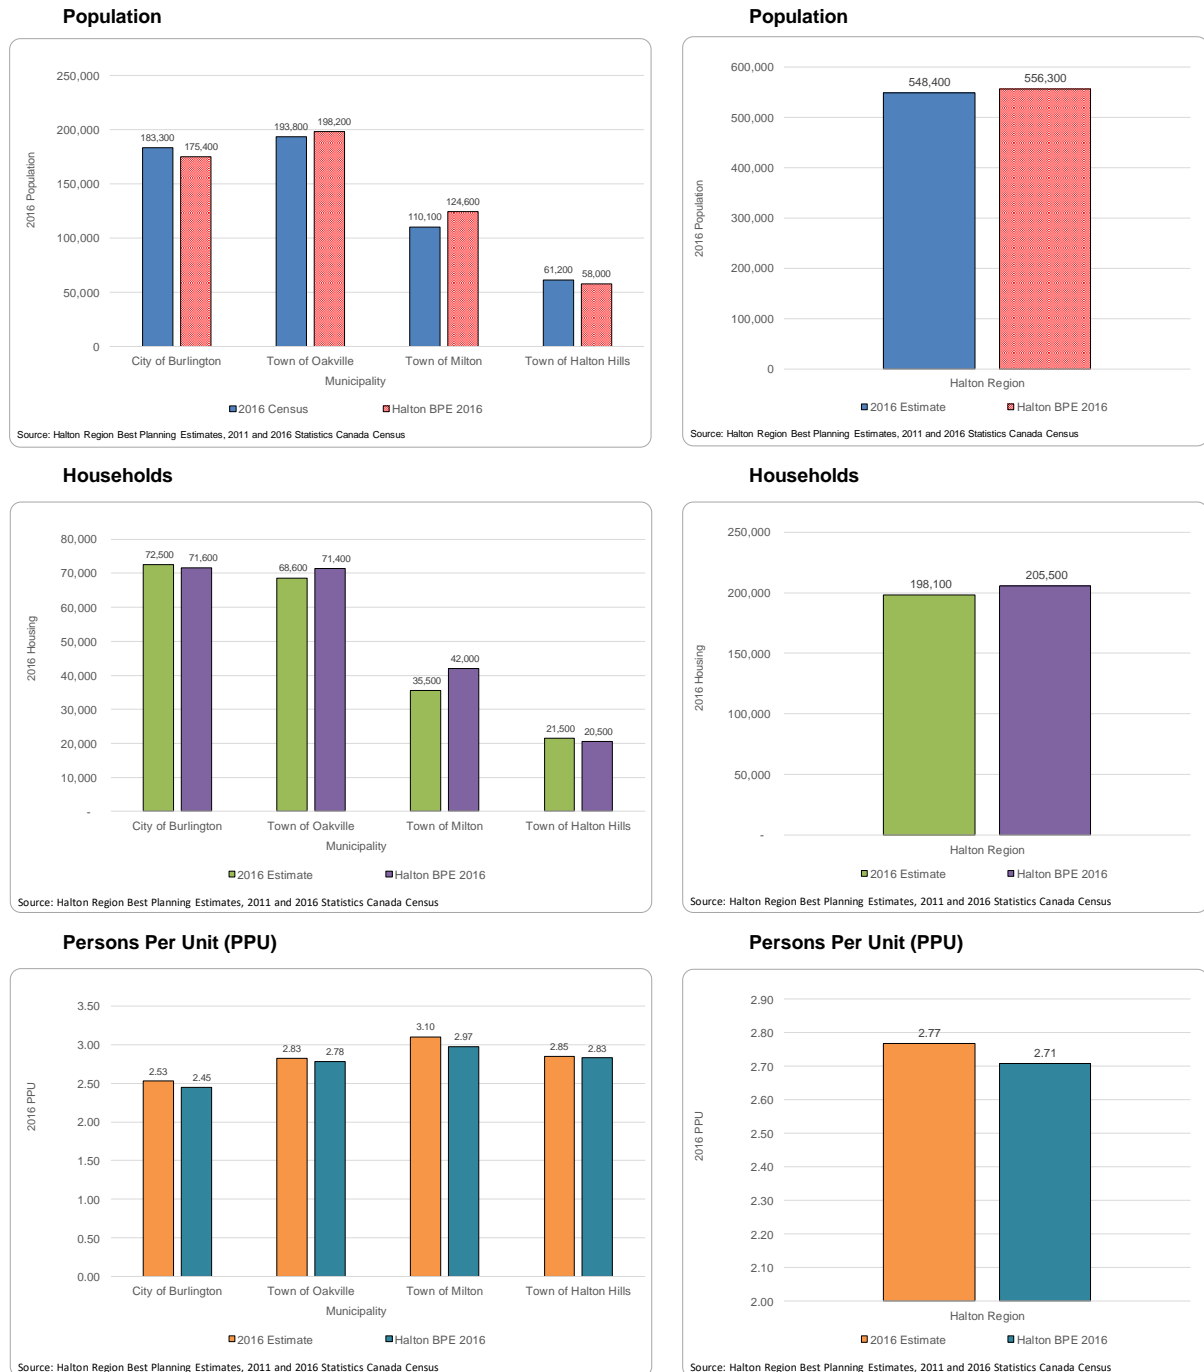 Population
250,000
200,000
150,000
100,000
50,000
0
2016 Population
183,300
175,400
193,800
198,200
110,100
124,600
61,200
58,000
City of Burlington
Town of Oakville
Town of Milton
Town of Halton Hills
Municipality
2016 Census
Halton BPE 2016
Source: Halton Region Best Planning Estimates, 2011 and 2016 Statistics Canada Census
Population
600,000
500,000
400,000
300,000
200,000
100,000
0
2016 Population
548,400
556,300
Halton Region
2016 Estimate
Halton BPE 2016
Source: Halton Region Best Planning Estimates, 2011 and 2016 Statistics Canada Census
Households
80,000
70,000
60,000
50,000
40,000
30,000
20,000
10,000
-
2016 Housing
72,500
71,600
68,600
71,400
35,500
42,000
21,500
20,500
City of Burlington
Town of Oakville
Town of Milton
Town of Halton Hills
Municipality
2016 Estimate
Halton BPE 2016
Source: Halton Region Best Planning Estimates, 2011 and 2016 Statistics Canada Census
Households
250,000
200,000
150,000
100,000
50,000
-
2016 Housing
198,100
205,500
Halton Region
2016 Estimate
Halton BPE 2016
Source: Halton Region Best Planning Estimates, 2011 and 2016 Statistics Canada Census
Persons Per Unit (PPU)
3.50
3.00
2.50
2.00
1.50
1.00
0.50
0.00
2016 PPU
2.53
2.45
2.83
2.78
3.10
2.97
2.85
2.83
City of Burlington
Town of Oakville
Town of Milton
Town of Halton Hills
Municipality
2016 Estimate
Halton BPE 2016
Source: Halton Region Best Planning Estimates, 2011 and 2016 Statistics Canada Census
Persons Per Unit (PPU)
2.90
2.80
2.70
2.60
2.50
2.40
2.30
2.20
2.10
2.00
2016 PPU
2.77
2.71
Halton Region
2016 Estimate
Halton BPE 2016
Source: Halton Region Best Planning Estimates, 2011 and 2016 Statistics Canada Census